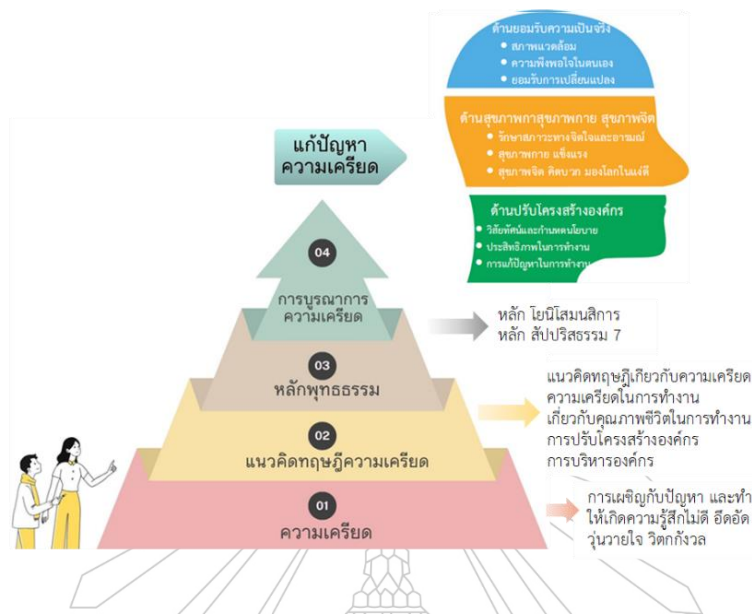 ด้านยอมรับความเป็นจริง
• สภาพแวดล้อม
• ความพึงพอใจในตนเอง
• ยอมรับการเปลี่ยนแปลง
ด้านสุขภาพกาสุขภาพกาย สุขภาพจิต
• รักษาสภาวะทางจิตใจและอารมณ์
• สุขภาพกาย แข็งแรง
• สุขภาพจิต คิดบวก มองโลกในแง่ดี
ด้านปรับโครงสร้างองค์กร
• วิสัยทัศน์และกำหนดนโยบาย
• ประสิทธิภาพในการทำงาน
• การแก้ปัญหาในการทำงาน
แก้ปัญหา
ความเครียด
04
การบูรณาการ
ความเครียด
หลัก โยนิโสมนสิการ
หลัก สัปปริสธรรม 7
03
หลักพุทธธรรม
แนวคิดทฤษฎีเกี่ยวกับความเครียด
ความเครียดในการทำงาน
เกี่ยวกับคุณภาพชีวิตในการทำงาน
การปรับโครงสร้างองค์กร
การบริหารองค์กร
02
แนวคิดทฤษฎีความเครียด
01
ความเครียด
การเผชิญกับปัญหา และทำ
ให้เกิดความรู้สึกไม่ดี อึดอัด
วุ่นวายใจ วิตกกังวล